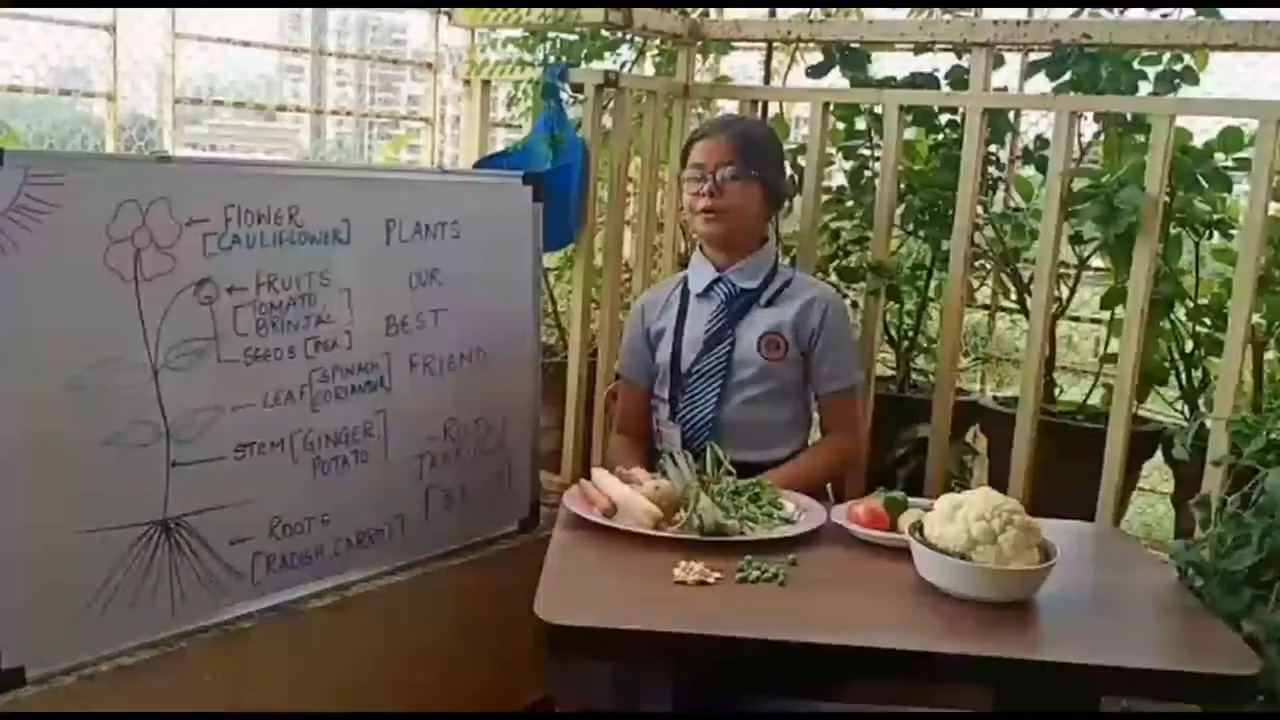 FLOWER
[CAULIFLOWER]
FRUITS
[TOMATO,
BRINJAL]
SEEDS [PEA]
LEAF [SPINACH,
CORIANDER]
STEM [GINGER,
POTATO]
ROOTS
[RADISH, CARROT]
PLANTS
OUR
BEST
FRIEND